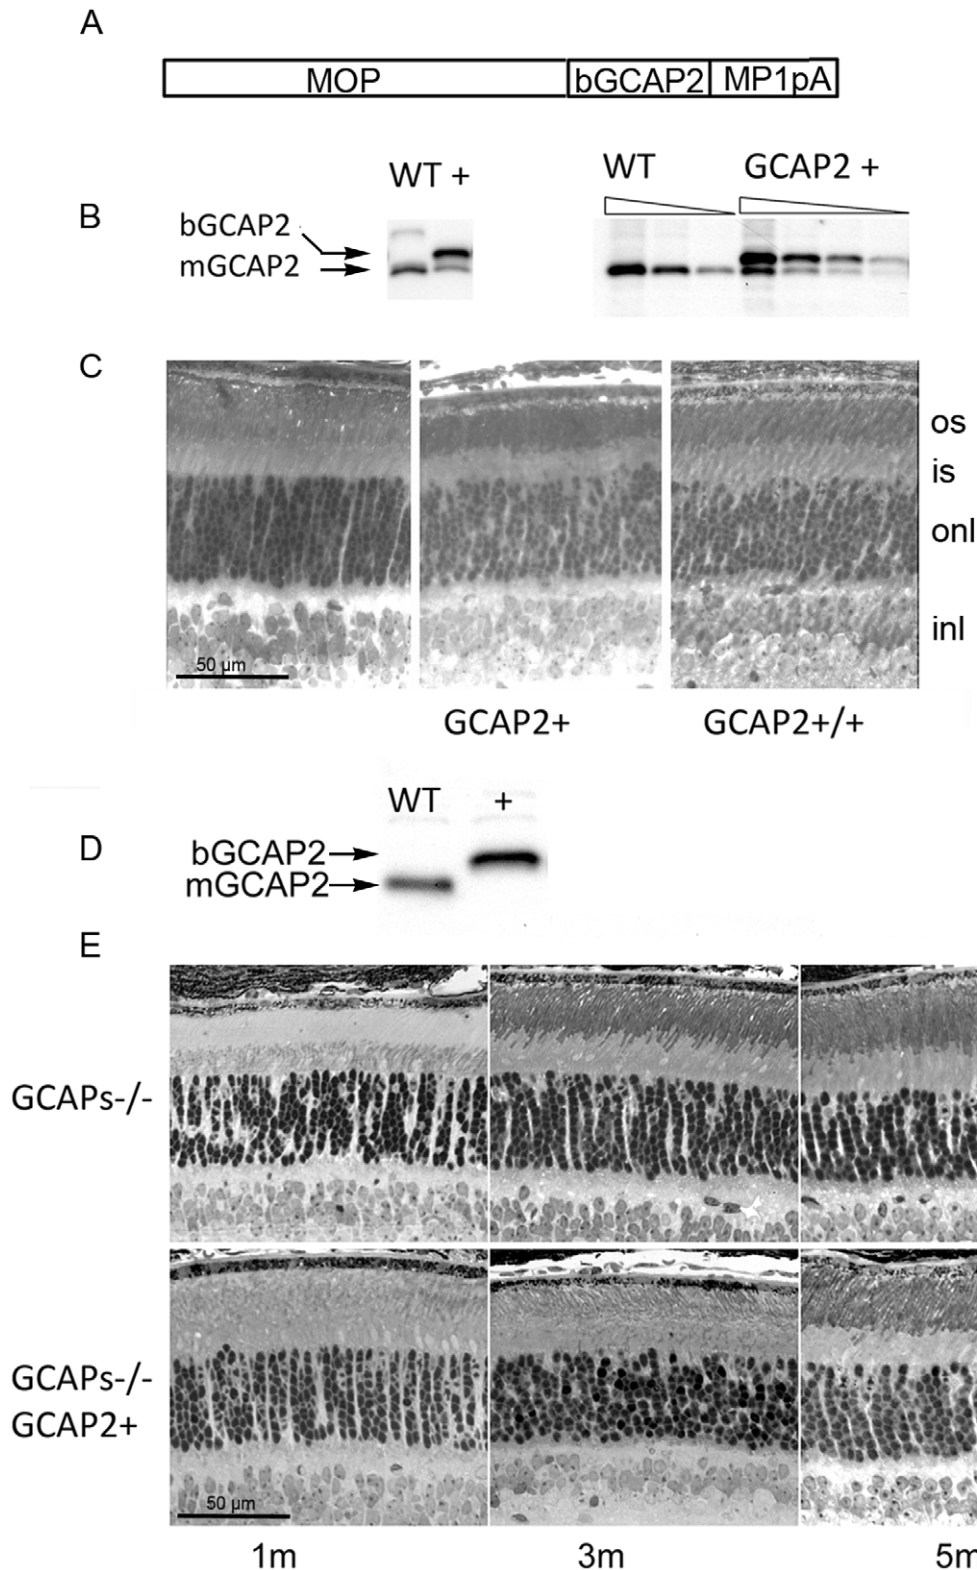 A
MOP bGCAP2 MP1pA
B
WT +
WT GCAP2 +
bGCAP2
mGCAP2
C
os
is
onl
inl
50 µm
GCAP2+ GCAP2+/+
D
WT +
bGCAP2
mGCAP2
E
GCAPs-/-
GCAPs-/-
GCAP2+
50 µm
1m 3m 5m